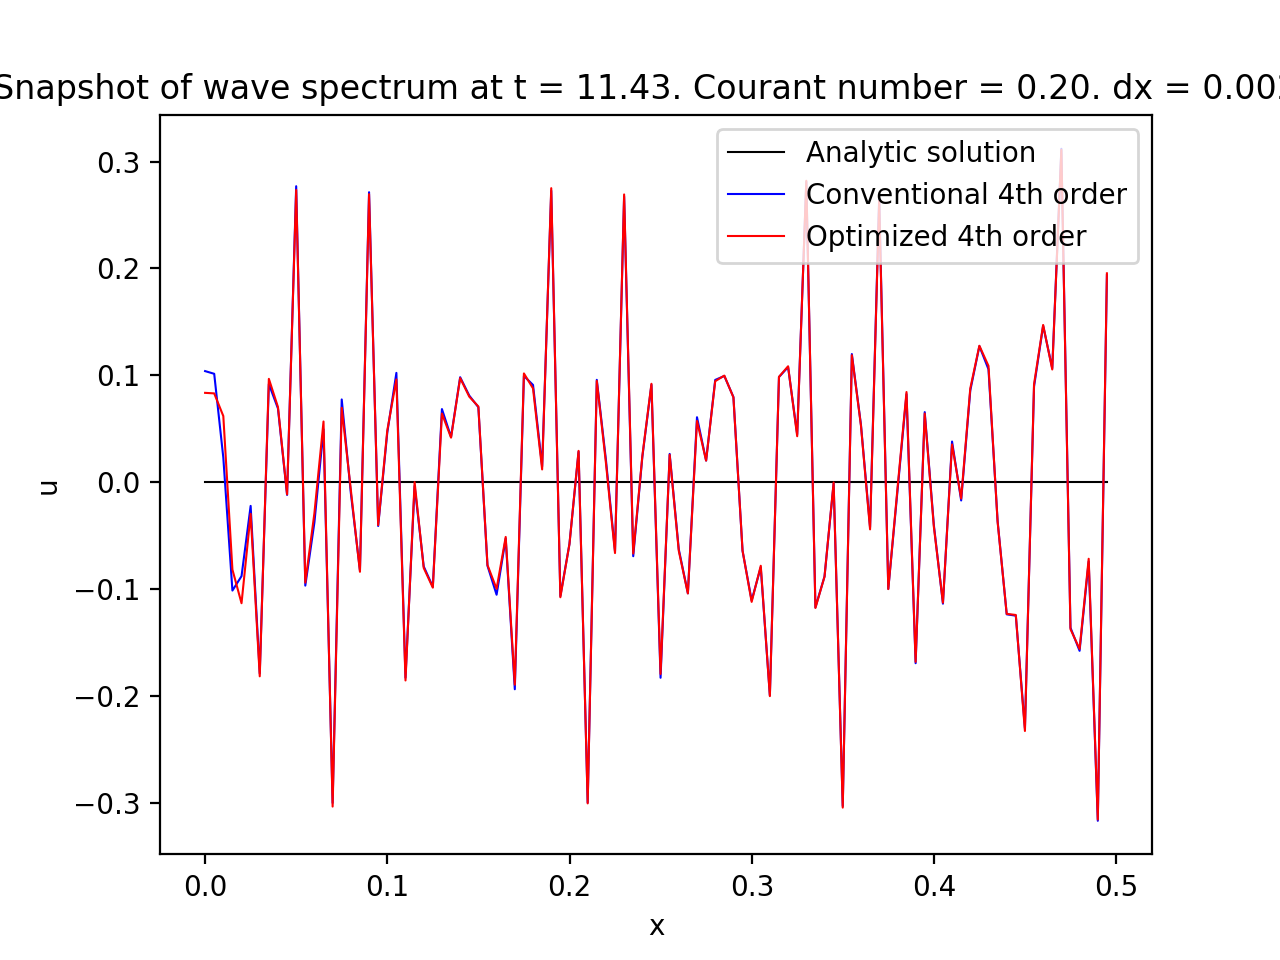 Snapshot of wave spectrum at t = 11.43. Courant number = 0.20. dx = 0.00
Analytic solution
Conventional 4th order
Optimized 4th order
0.3
0.2
0.1
0.0
−0.1
−0.2
−0.3
u
0.0 0.1 0.2 0.3 0.4 0.5
x